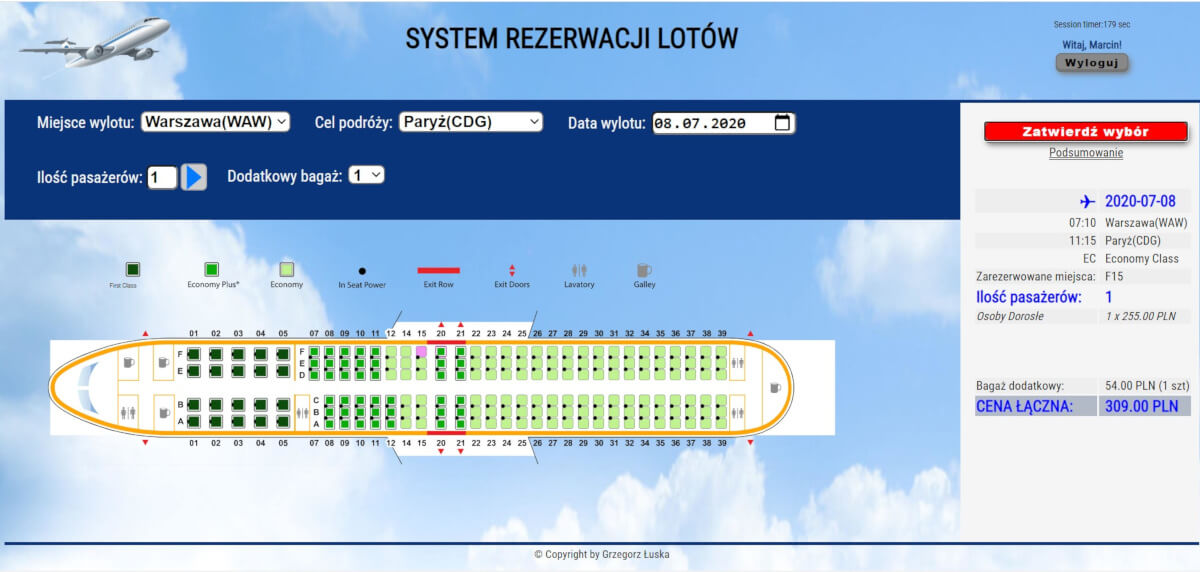 SYSTEM REZERWACJI LOTÓW
Session timer:179 sec
Witaj, Marcin!
Wyloguj
Miejsce wylotu: Warszawa(WAW) Cel podróży: Paryż(CDG) Data wylotu: 08.07.2020
Ilość pasażerów: 1 Dodatkowy bagaż: 1
Zatwierdź wybór
Podsumowanie
2020-07-08
07:10 Warszawa(WAW)
11:15 Paryż(CDG)
EC Economy Class
Zarezerwowane miejsca: F15
Ilość pasażerów: 1
Osoby Dorosłe 1 x 255.00 PLN
Bagaż dodatkowy: 54.00 PLN (1 szt)
CENA ŁĄCZNA: 309.00 PLN
First Class Economy Plus* Economy In Seat Power Exit Row Exit Doors Lavatory Galley
01 02 03 04 05 07 08 09 10 11 12 14 15 20 21 22 23 24 25 26 27 28 29 30 31 32 33 34 35 36 37 38 39
F F
E E
D
C
B B
A A
01 02 03 04 05 07 08 09 10 11 12 14 15 20 21 22 23 24 25 26 27 28 29 30 31 32 33 34 35 36 37 38 39
© Copyright by Grzegorz Łuska